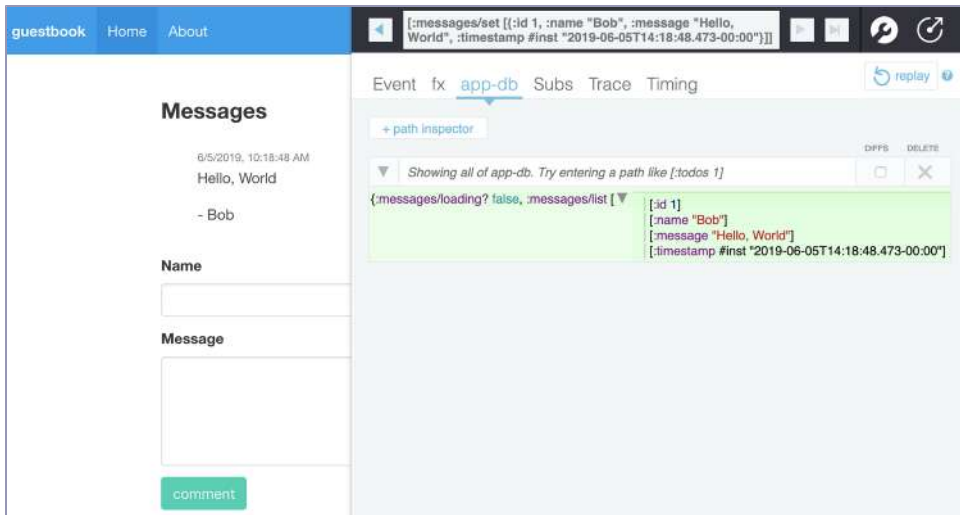 guestbook Home About
Messages
6/5/2019, 10:18:48 AM
Hello, World
- Bob
Name
Message
comment
[:messages/set [{:id 1, :name "Bob", :message "Hello,
World", :timestamp #inst "2019-06-05T14:18:48.473-00:00"}]]
Event fx app-db Subs Trace Timing
replay
+ path inspector
DIFFS DELETE
Showing all of app-db. Try entering a path like [:todos 1]
{:messages/loading? false, :messages/list [
[:id 1]
[:name "Bob"]
[:message "Hello, World"]
[:timestamp #inst "2019-06-05T14:18:48.473-00:00"]